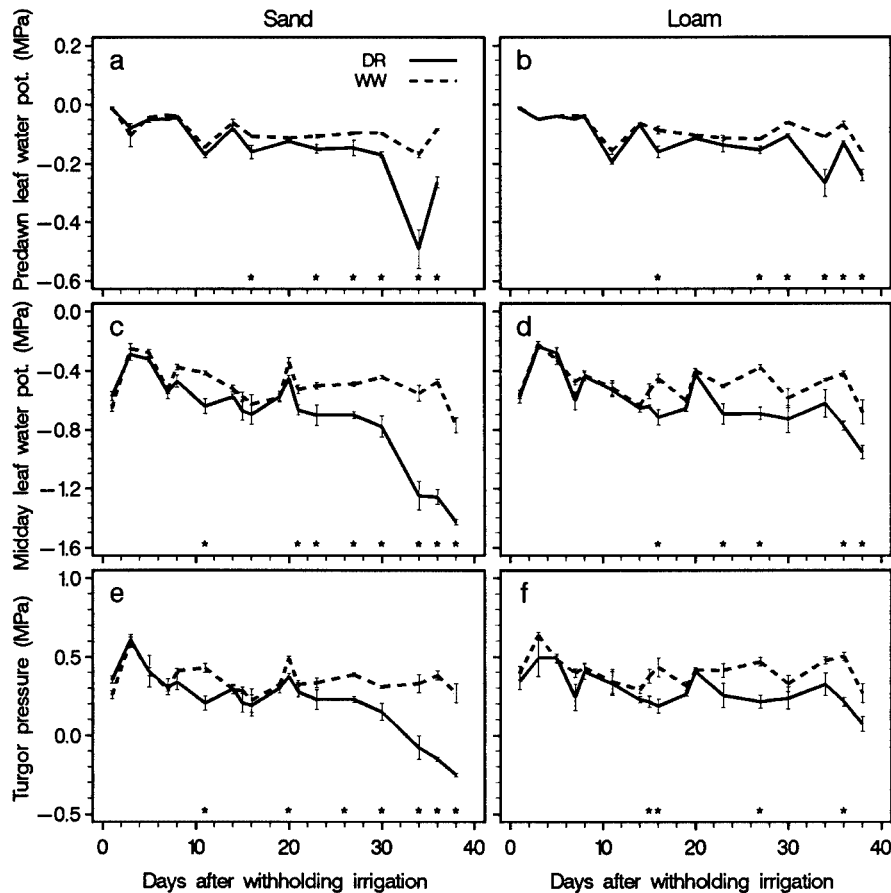 Sand
Loam
Predawn leaf water pot. (MPa)
0.2
0.0
−0.2
−0.4
−0.6
a
DR
WW
* * * * * *
b
* * * * * *
Midday leaf water pot. (MPa)
0.0
−0.4
−0.8
−1.2
−1.6
c
* * * * * * * *
d
* * * * *
Turgor pressure (MPa)
1.0
0.5
0.0
−0.5
e
* * * * * * *
f
* * * *
0 10 20 30 40
0 10 20 30 40
Days after withholding irrigation
Days after withholding irrigation